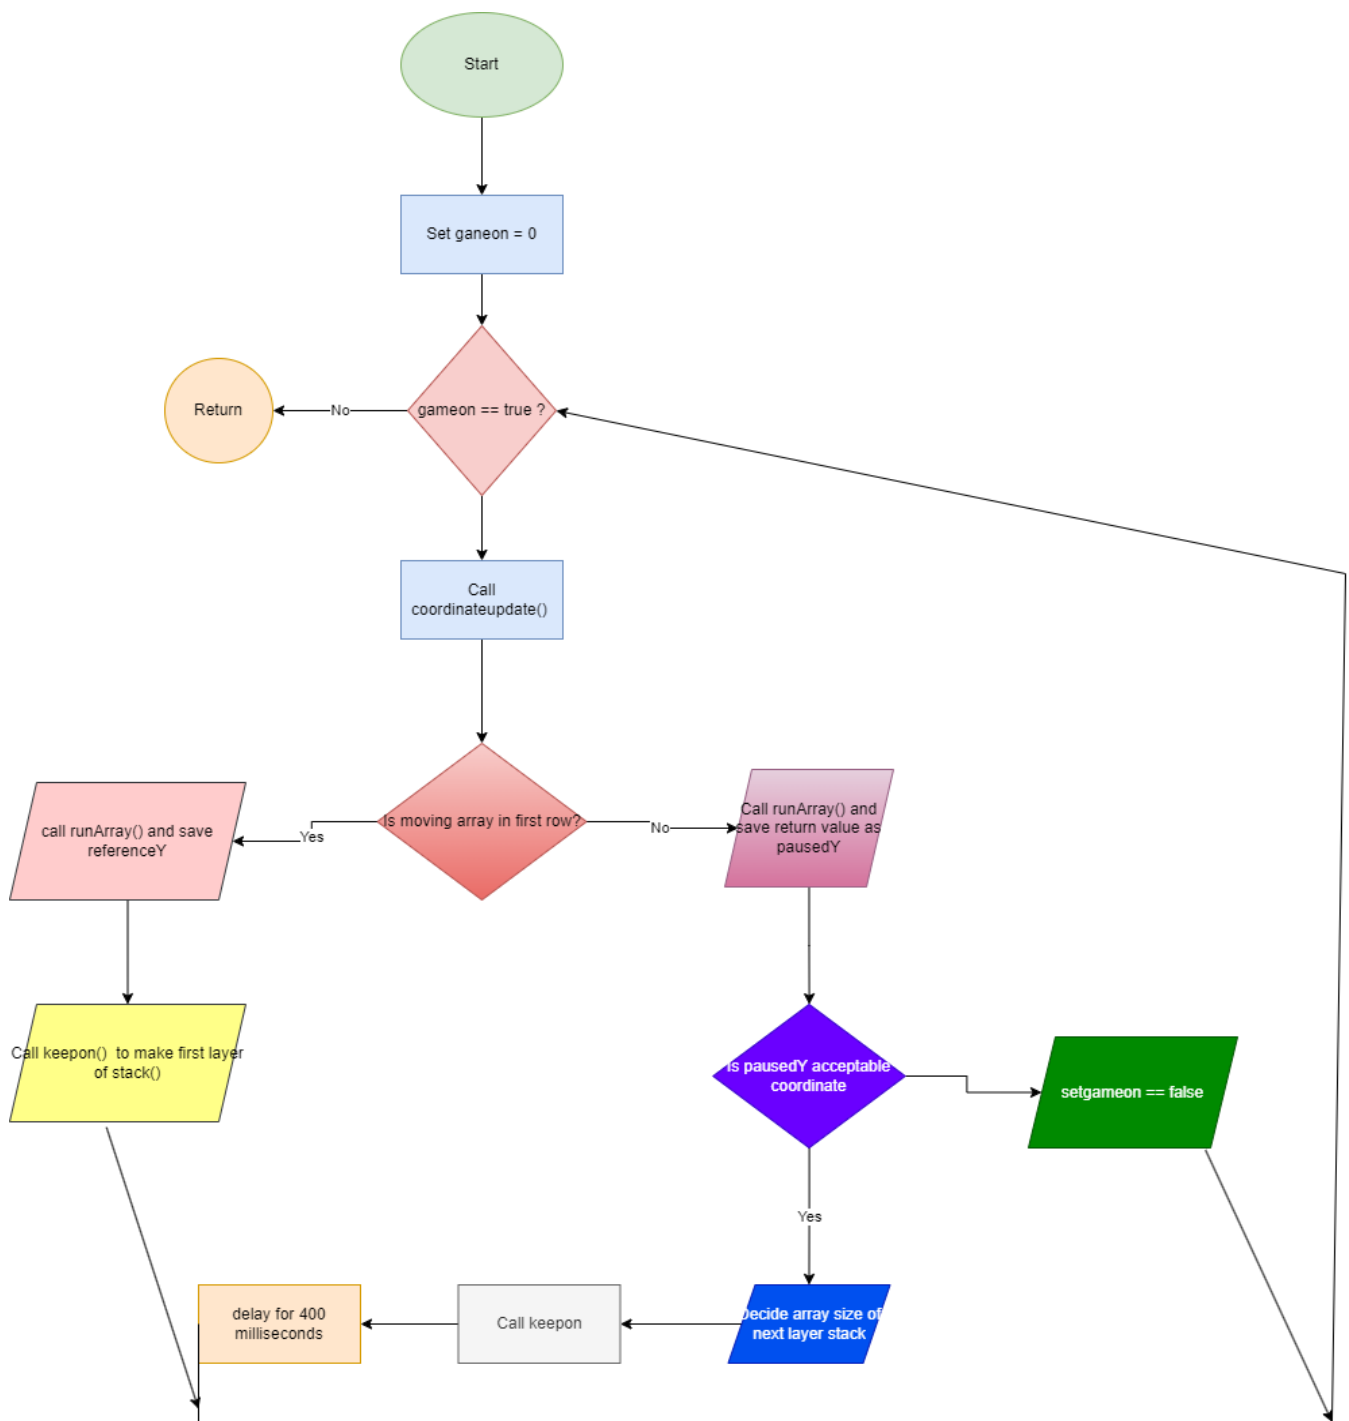 Start
Set ganeon = 0
gameon == true ?
No
Return
Call
coordinateupdate()
Is moving array in first row?
Yes
No
call runArray() and save
referenceY
Call runArray() and
save return value as
pausedY
Call keepon()  to make first layer
of stack()
Is pausedY acceptable
coordinate
setgameon == false
Yes
Decide array size of
next layer stack
Call keepon
delay for 400
milliseconds